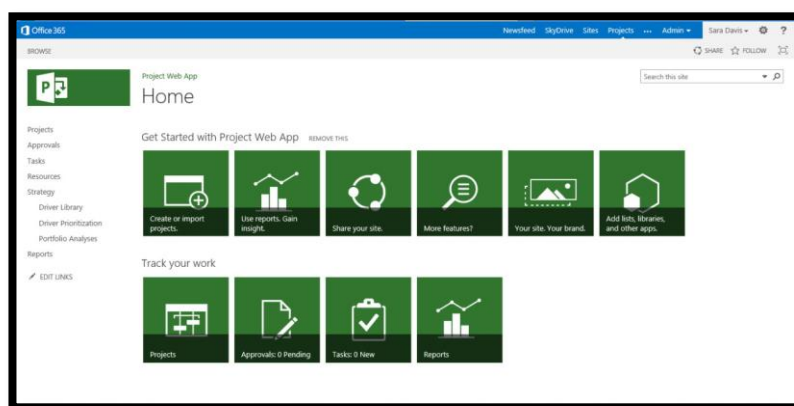 Office 365
Newsfeed SkyDrive Sites Projects ••• Admin Sara Davis ?
BROWSE
SHARE FOLLOW
P
Project Web App
Home
Search this site
Projects
Approvals
Tasks
Resources
Strategy
Driver Library
Driver Prioritization
Portfolio Analyses
Reports
EDIT LINKS
Get Started with Project Web App REMOVE THIS
Create or import
projects.
Use reports. Gain
insight.
Share your site.
More features?
Your site. Your brand.
Add lists, libraries,
and other apps.
Track your work
Projects
Approvals: 0 Pending
Tasks: 0 New
Reports